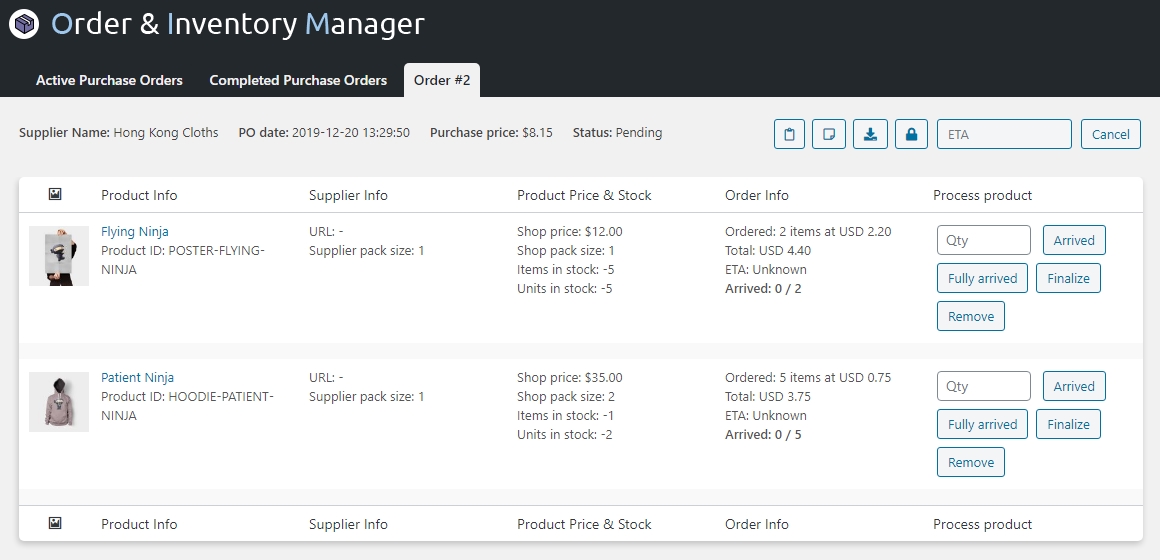 Order & Inventory Manager
Active Purchase Orders Completed Purchase Orders Order #2
Supplier Name: Hong Kong Cloths PO date: 2019-12-20 13:29:50 Purchase price: $8.15 Status: Pending ETA Cancel
Product Info Supplier Info Product Price & Stock Order Info Process product
Flying Ninja URL: - Shop price: $12.00 Ordered: 2 items at USD 2.20 Qty Arrived
Product ID: POSTER-FLYING- Supplier pack size: 1 Shop pack size: 1 Total: USD 4.40
NINJA Items in stock: -5 ETA: Unknown Fully arrived Finalize
Units in stock: -5 Arrived: 0 / 2
Remove
Patient Ninja URL: - Shop price: $35.00 Ordered: 5 items at USD 0.75 Qty Arrived
Product ID: HOODIE-PATIENT- Supplier pack size: 1 Shop pack size: 2 Total: USD 3.75
NINJA Items in stock: -1 ETA: Unknown Fully arrived Finalize
Units in stock: -2 Arrived: 0 / 5
Remove
Product Info Supplier Info Product Price & Stock Order Info Process product